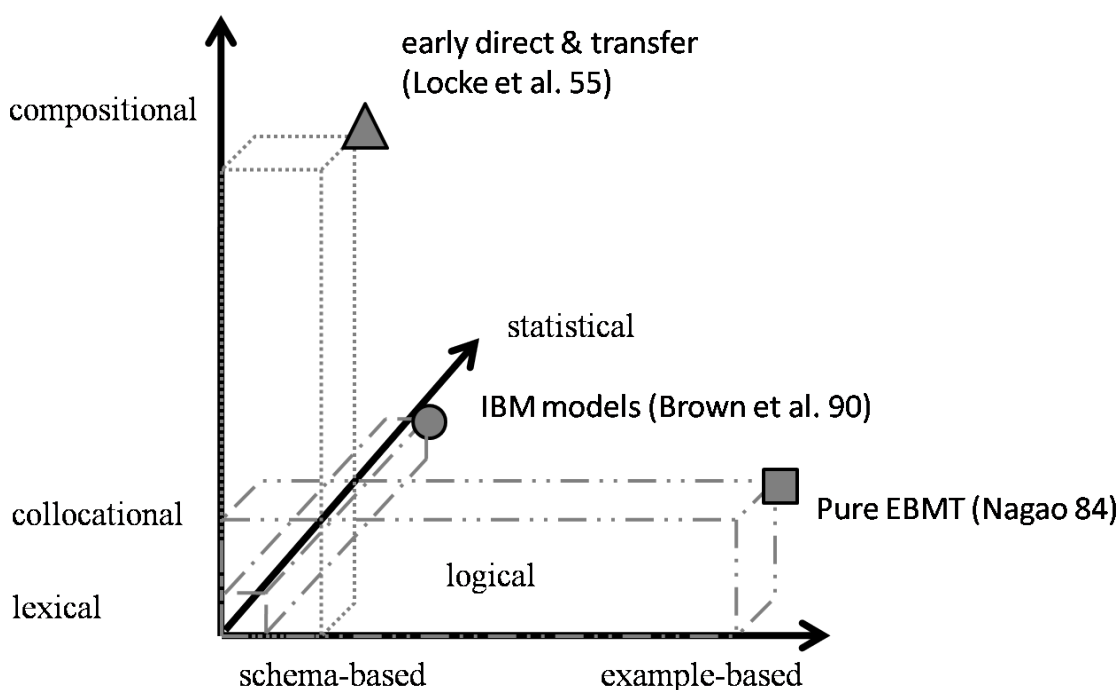 early direct & transfer
(Locke et al. 55)
compositional
statistical
IBM models (Brown et al. 90)
collocational
Pure EBMT (Nagao 84)
logical
lexical
schema-based
example-based